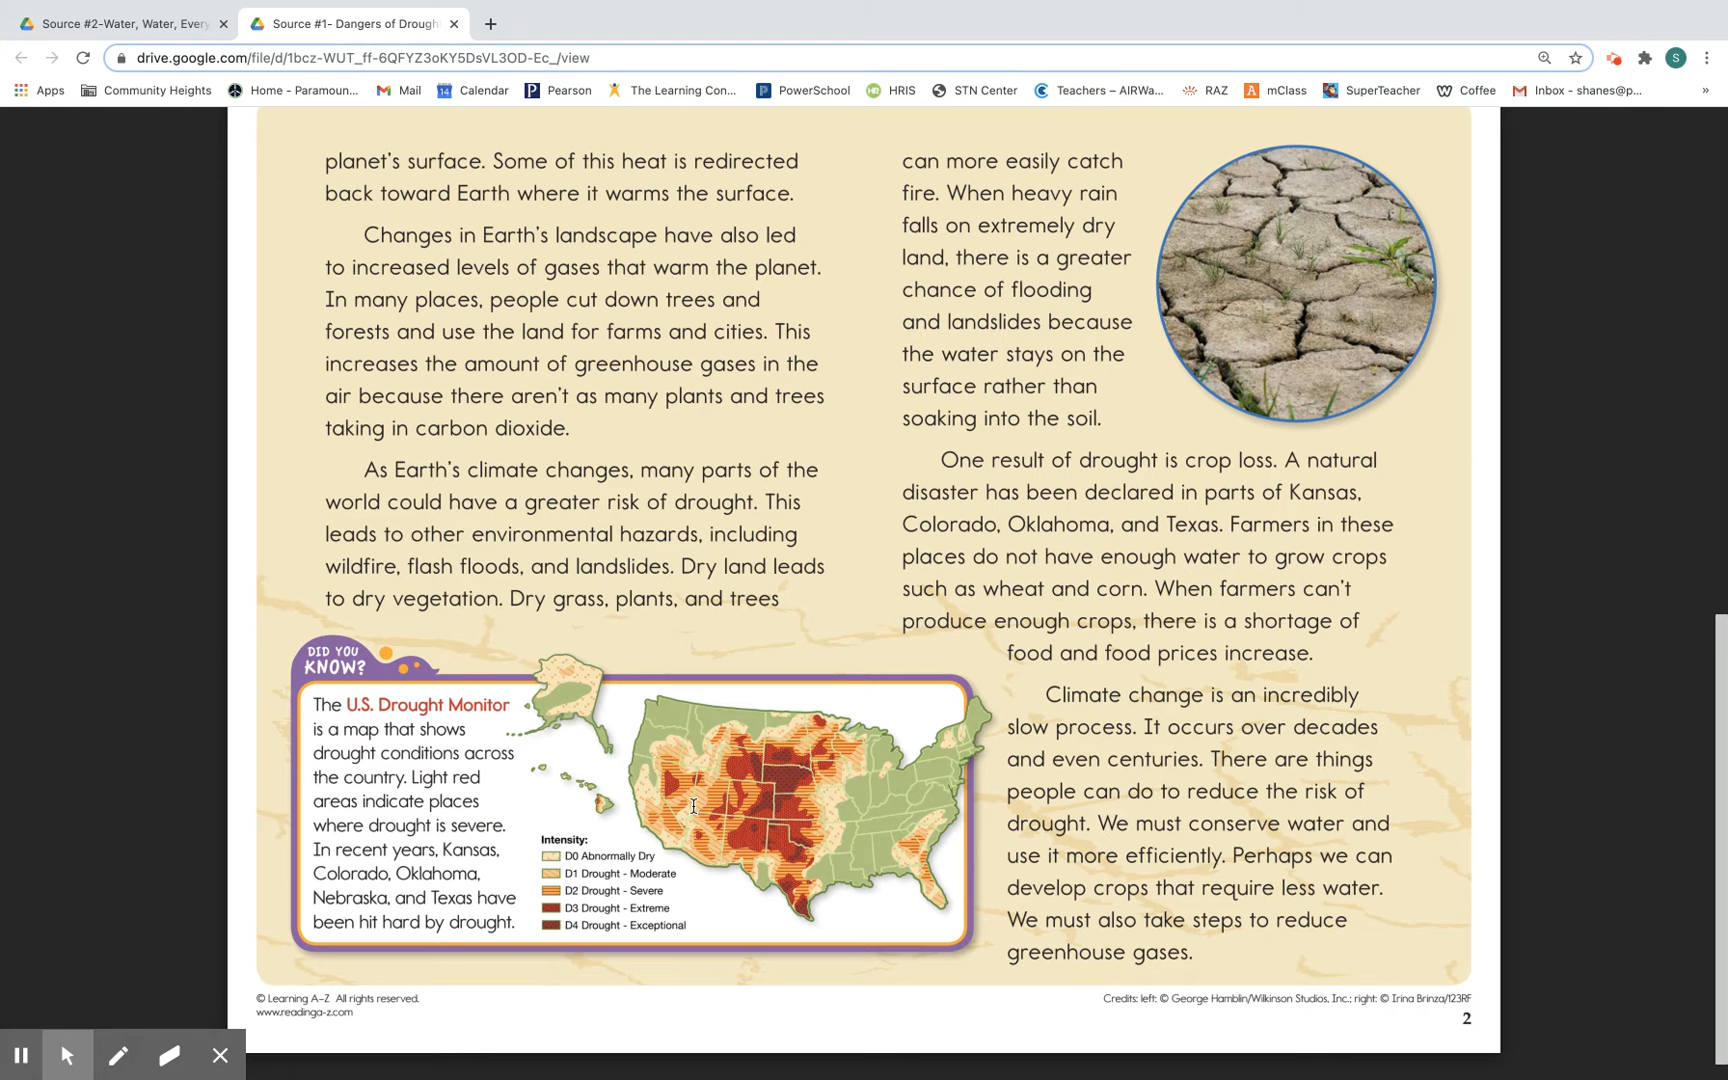 Source #2-Water, Water, Every
Source #1- Dangers of Drough
drive.google.com/file/d/1bcz-WUT_ff-6QFYZ3oKY5DsVL3OD-Ec_/view
Apps Community Heights Home - Paramoun... Mail Calendar Pearson The Learning Con... PowerSchool HRIS STN Center Teachers – AIRWa... RAZ mClass SuperTeacher Coffee Inbox - shanes@p... »
planet's surface. Some of this heat is redirected
back toward Earth where it warms the surface.
Changes in Earth's landscape have also led
to increased levels of gases that warm the planet.
In many places, people cut down trees and
forests and use the land for farms and cities. This
increases the amount of greenhouse gases in the
air because there aren't as many plants and trees
taking in carbon dioxide.
As Earth's climate changes, many parts of the
world could have a greater risk of drought. This
leads to other environmental hazards, including
wildfire, flash floods, and landslides. Dry land leads
to dry vegetation. Dry grass, plants, and trees
can more easily catch
fire. When heavy rain
falls on extremely dry
land, there is a greater
chance of flooding
and landslides because
the water stays on the
surface rather than
soaking into the soil.
One result of drought is crop loss. A natural
disaster has been declared in parts of Kansas,
Colorado, Oklahoma, and Texas. Farmers in these
places do not have enough water to grow crops
such as wheat and corn. When farmers can't
produce enough crops, there is a shortage of
food and food prices increase.
Climate change is an incredibly
slow process. It occurs over decades
and even centuries. There are things
people can do to reduce the risk of
drought. We must conserve water and
use it more efficiently. Perhaps we can
develop crops that require less water.
We must also take steps to reduce
greenhouse gases.
DID YOU
KNOW?
The U.S. Drought Monitor
is a map that shows
drought conditions across
the country. Light red
areas indicate places
where drought is severe.
In recent years, Kansas,
Colorado, Oklahoma,
Nebraska, and Texas have
been hit hard by drought.
Intensity:
D0 Abnormally Dry
D1 Drought - Moderate
D2 Drought - Severe
D3 Drought - Extreme
D4 Drought - Exceptional
© Learning A–Z All rights reserved.
www.readinga-z.com
Credits: left: © George Hamblin/Wilkinson Studios, Inc.; right: © Irina Brinza/123RF
2